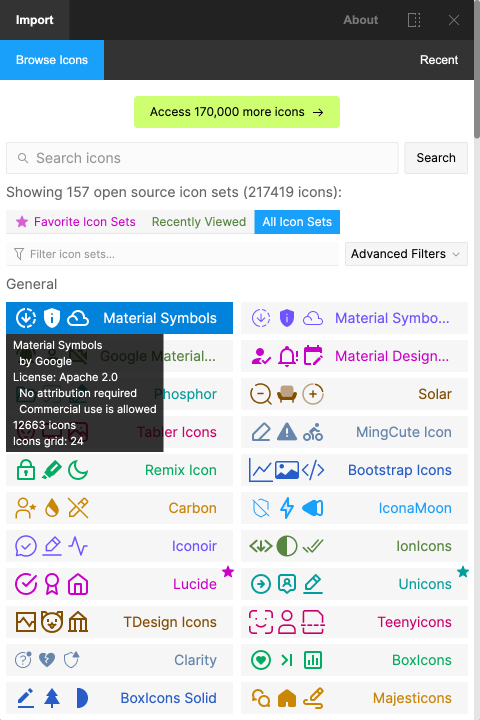 Import
About
Browse Icons
Recent
Access 170,000 more icons →
Search icons
Search
Showing 157 open source icon sets (217419 icons):
Favorite Icon Sets
Recently Viewed
All Icon Sets
Filter icon sets...
Advanced Filters
General
Material Symbols
Material Symbo...
Material Symbols
by Google
License: Apache 2.0
No attribution required
Commercial use is allowed
12663 icons
Icons grid: 24
Google Material...
Material Design...
Phosphor
Solar
Tabler Icons
MingCute Icon
Remix Icon
Bootstrap Icons
Carbon
IconaMoon
Iconoir
IonIcons
Lucide
Unicons
TDesign Icons
Teenyicons
Clarity
BoxIcons
BoxIcons Solid
Majesticons